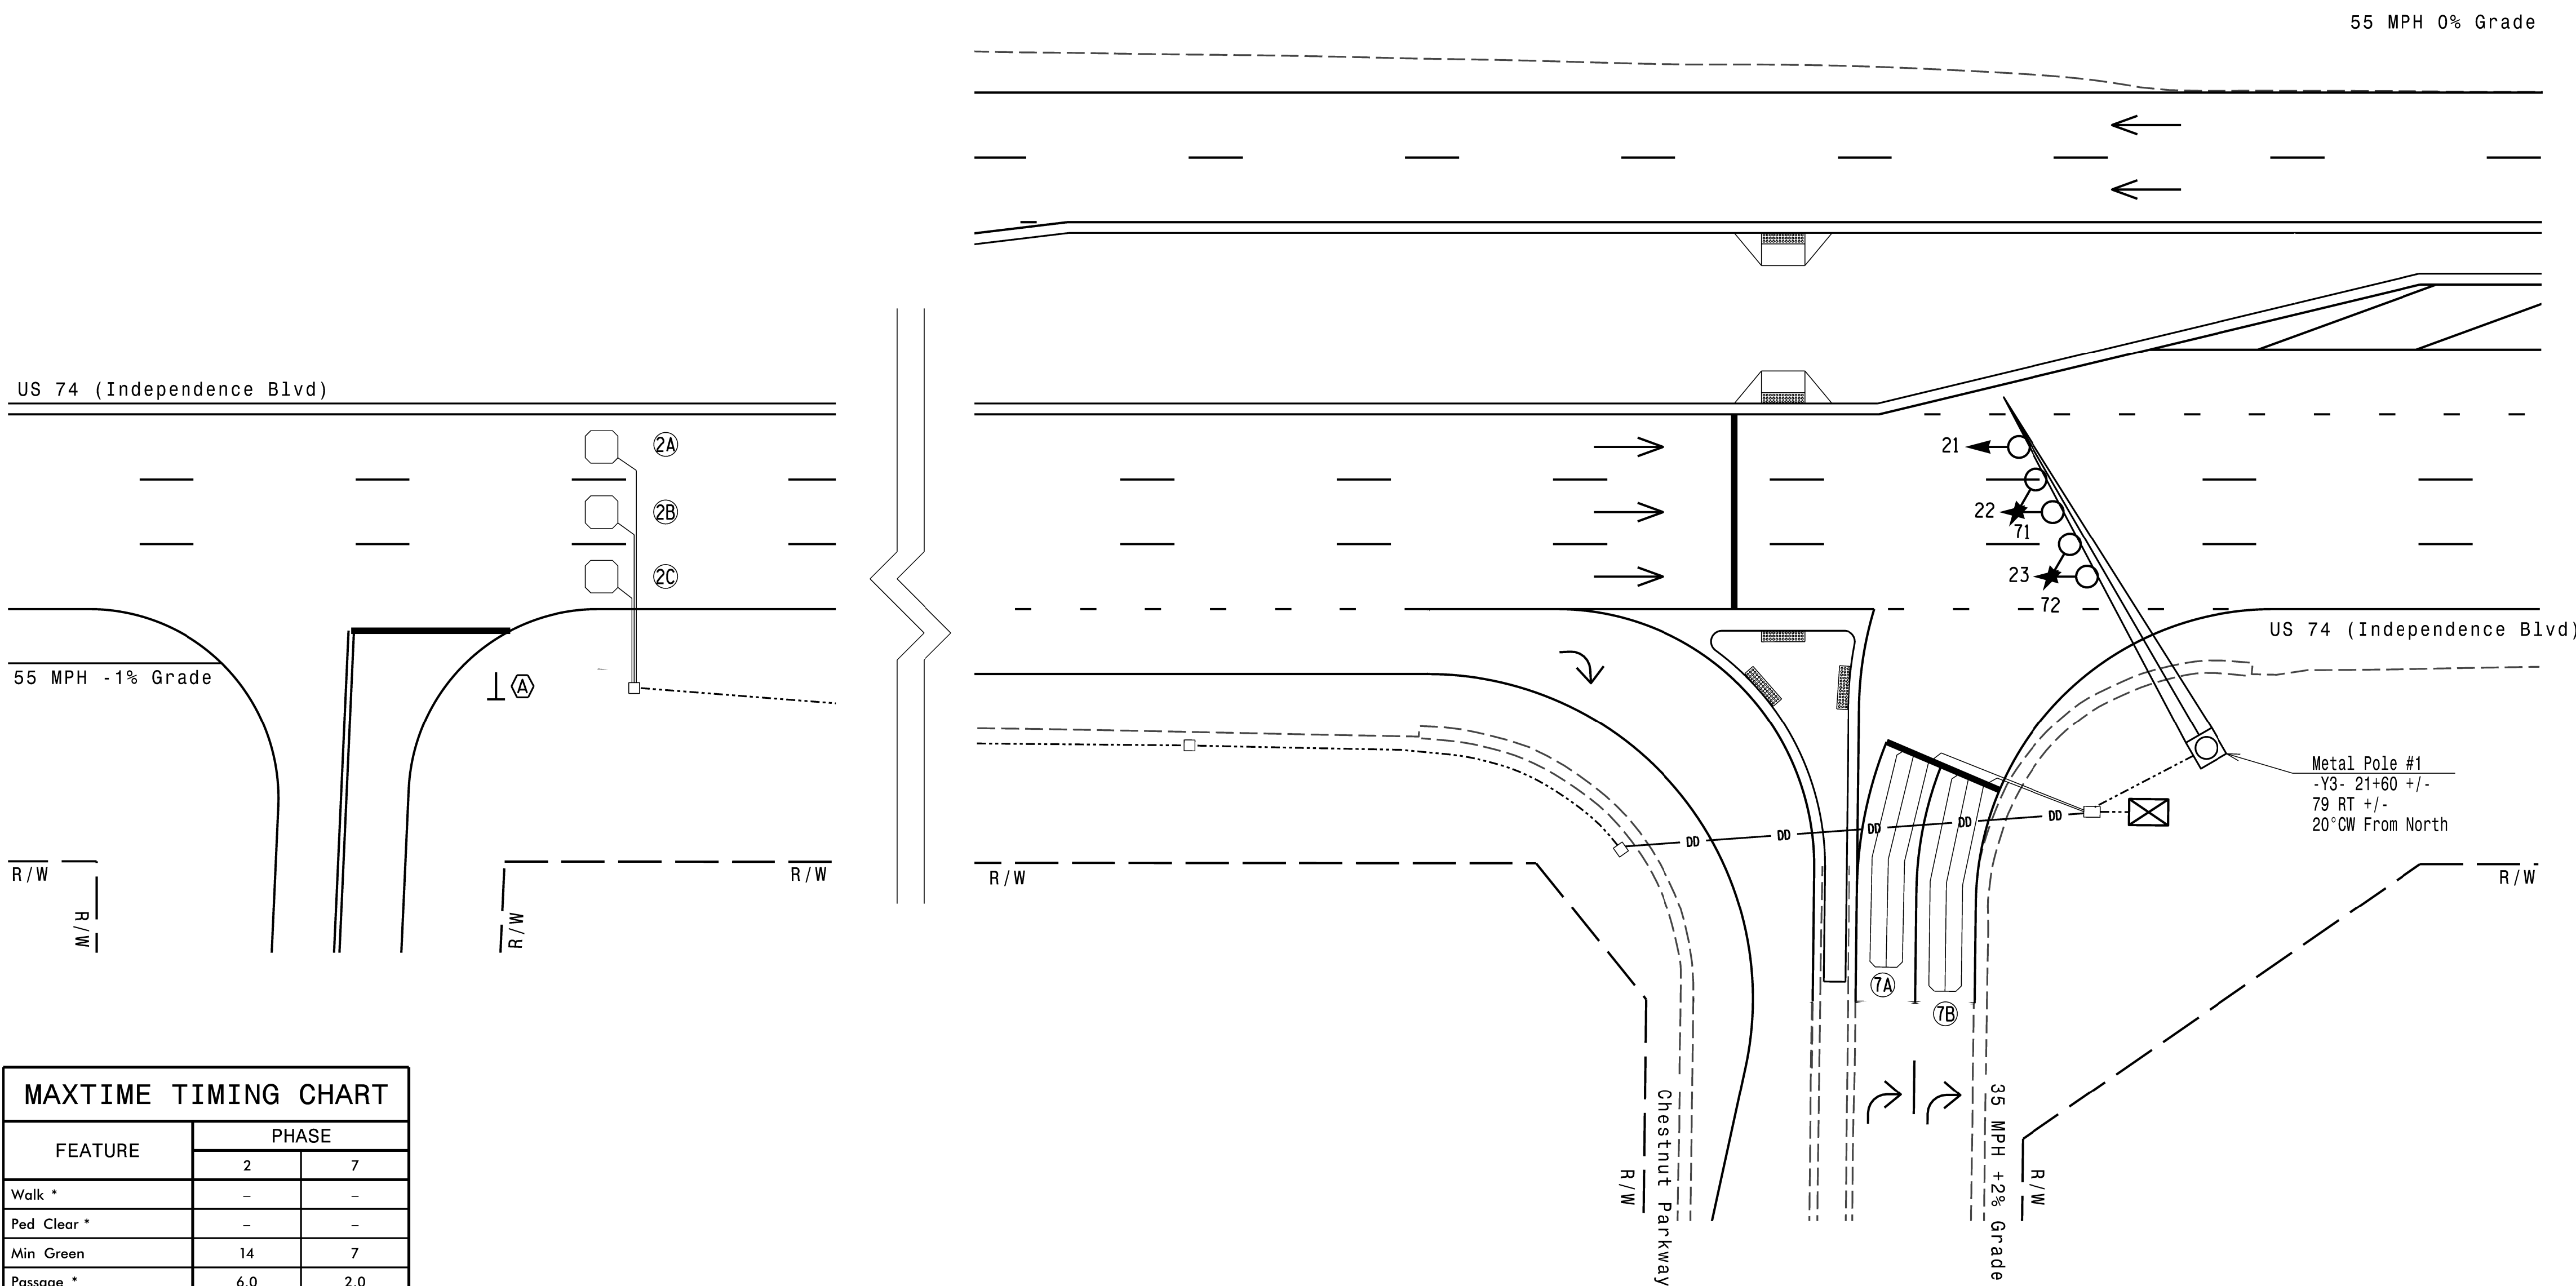 55 MPH 0% Grade
US 74 (Independence Blvd)
2A
2B
2C
21
22
71
23
72
US 74 (Independence Blvd)
55 MPH -1% Grade
A
Metal Pole #1
-Y3- 21+60 +/-
79 RT +/-
20°CW From North
DD DD DD DD DD
R/W
R/W
R/W
R/W
R/W
R/W
R/W
R/W
R/W
7A
7B
Chestnut Parkway
35 MPH +2% Grade
MAXTIME TIMING CHART
FEATURE PHASE
2 7
Walk * – –
Ped Clear * – –
Min Green 14 7
Passage * 6.0 2.0